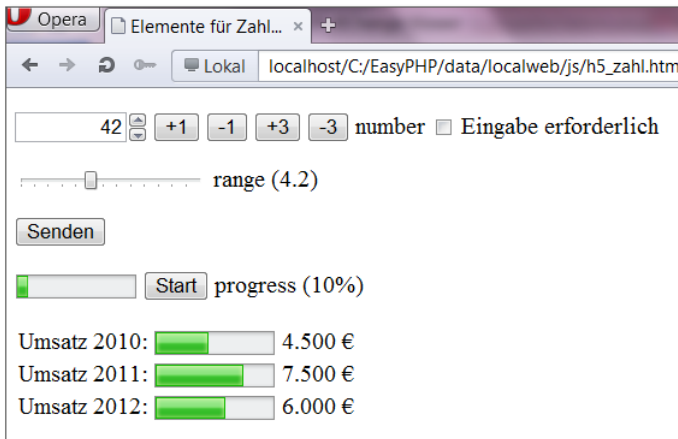 Opera
Elemente für Zahl... × +
Lokal localhost/C:/EasyPHP/data/localweb/js/h5_zahl.htm
42 +1 -1 +3 -3 number Eingabe erforderlich
range (4.2)
Senden
Start progress (10%)
Umsatz 2010: 4.500 €
Umsatz 2011: 7.500 €
Umsatz 2012: 6.000 €